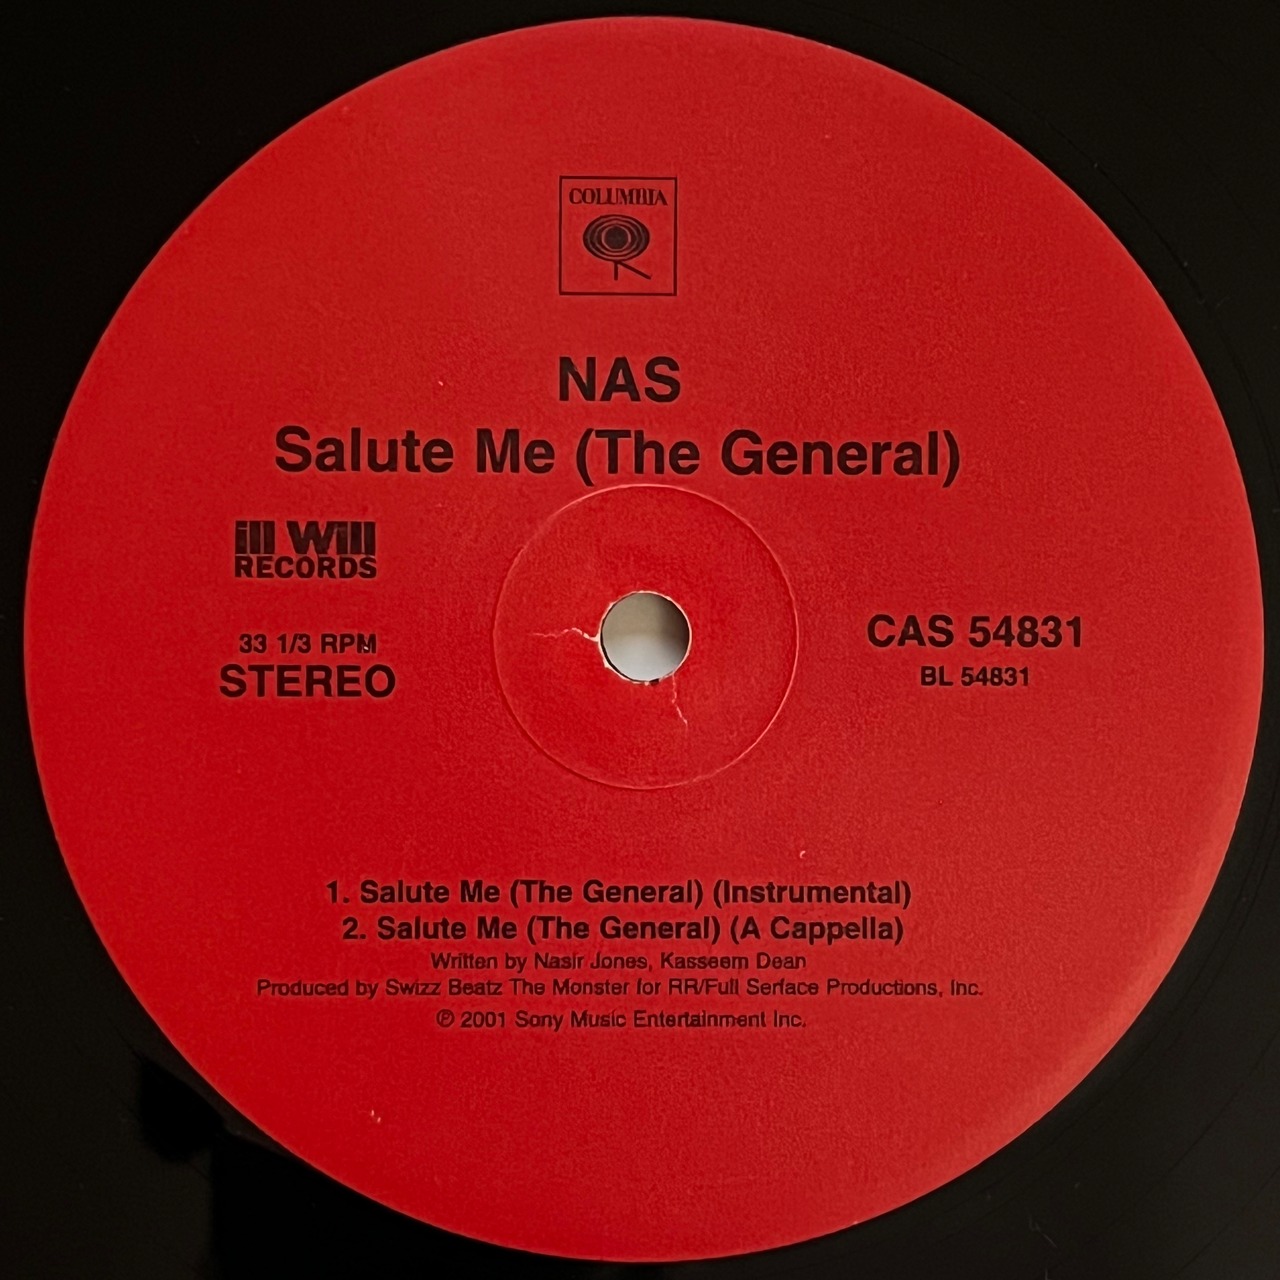 COLUMBIA
NAS
Salute Me (The General)
ill Will
RECORDS
33 1/3 RPM
STEREO
CAS 54831
BL 54831
1. Salute Me (The General) (Instrumental)
2. Salute Me (The General) (A Cappella)
Written by Nasir Jones, Kasseem Dean
Produced by Swizz Beatz The Monster for RR/Full Serface Productions, Inc.
℗ 2001 Sony Music Entertainment Inc.